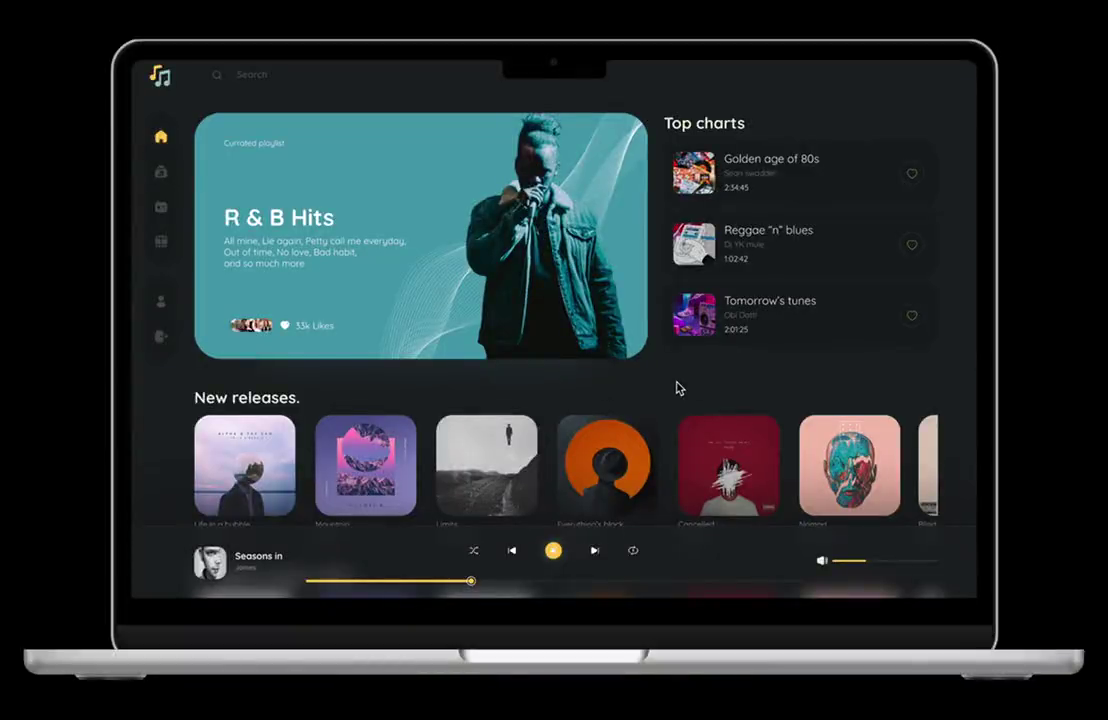 Search
Currated playlist
R & B Hits
All mine, Lie again, Petty call me everyday,
Out of time, No love, Bad habit,
and so much more
33k Likes
Top charts
Golden age of 80s
Sean swadder
2:34:45
Reggae “n” blues
Dj YK mule
1:02:42
Tomorrow's tunes
Obi Datti
2:01:25
New releases.
Life in a bubble
Mountain
Limits
Everything's black
Cancelled
Nomad
Blind
Seasons in
James